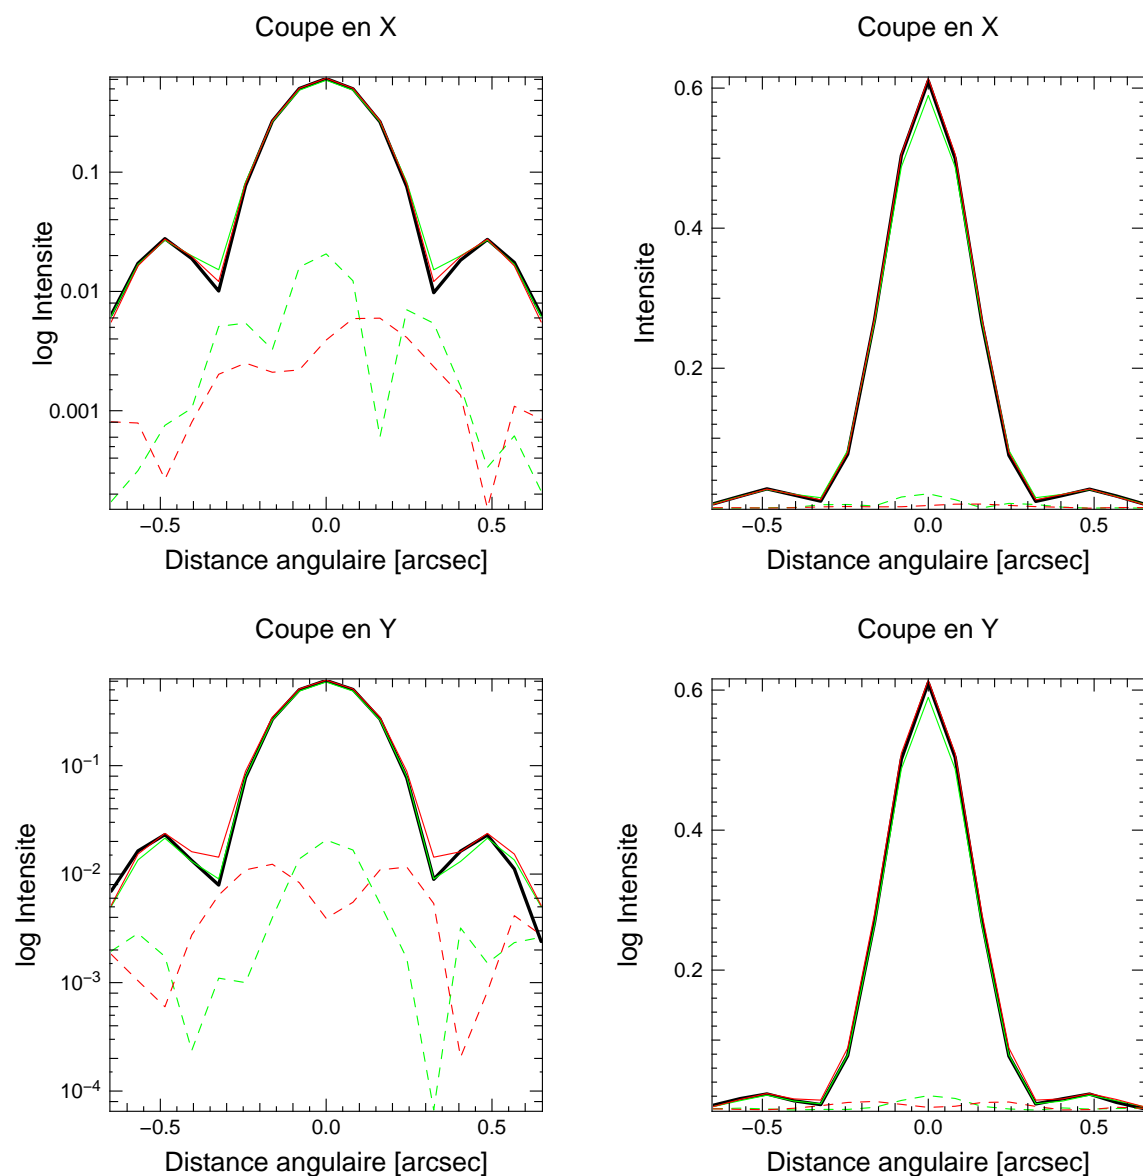 Coupe en X
log Intensite
0.1
0.01
0.001
−0.5 0.0 0.5
Distance angulaire [arcsec]
Coupe en X
Intensite
0.6
0.4
0.2
−0.5 0.0 0.5
Distance angulaire [arcsec]
Coupe en Y
log Intensite
10−1
10−2
10−3
10−4
−0.5 0.0 0.5
Distance angulaire [arcsec]
Coupe en Y
log Intensite
0.6
0.4
0.2
−0.5 0.0 0.5
Distance angulaire [arcsec]